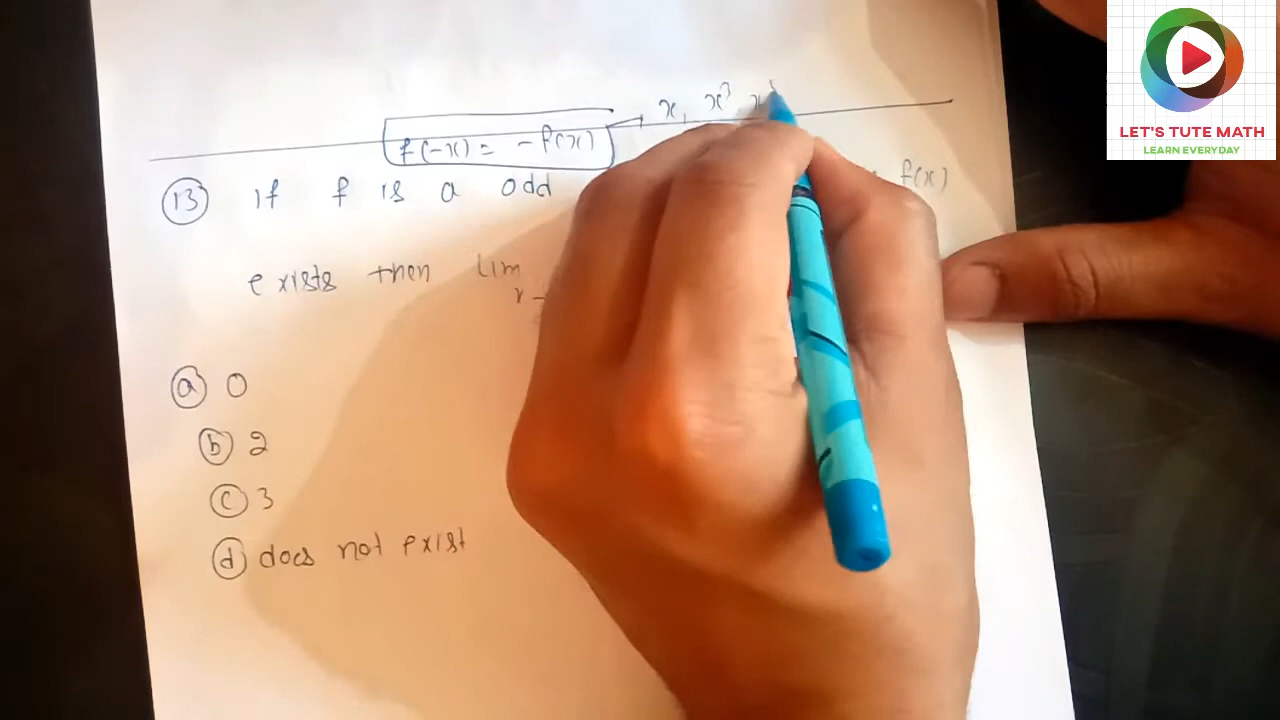 x, x³ x
f(-x) = -f(x)
13 If f is a odd f(x)
exists then lim
x-
a 0
b 2
c 3
d does not exist
LET'S TUTE MATH
LEARN EVERYDAY